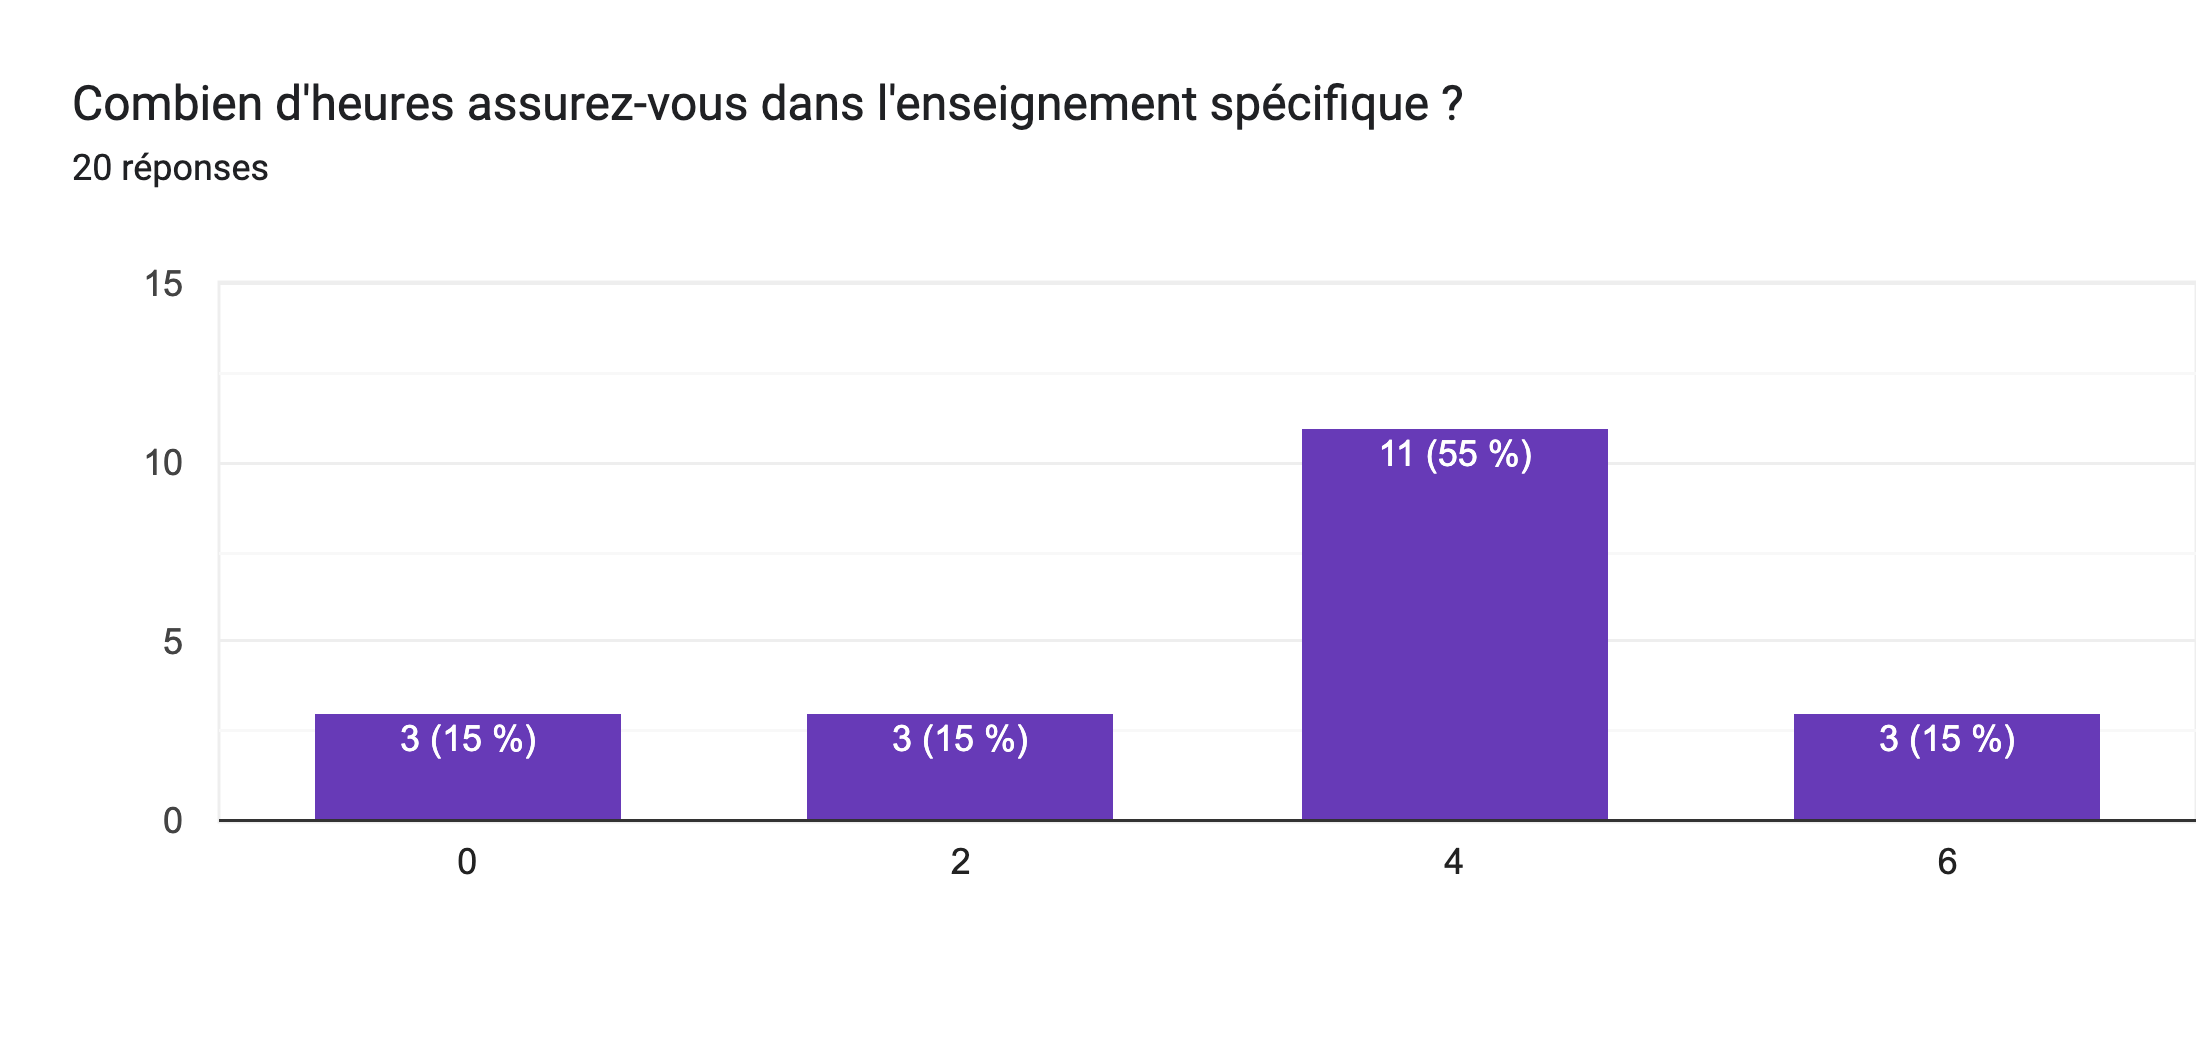 Combien d'heures assurez-vous dans l'enseignement spécifique ?
20 réponses
15
10
5
0
11 (55 %)
3 (15 %)
3 (15 %)
3 (15 %)
0
2
4
6